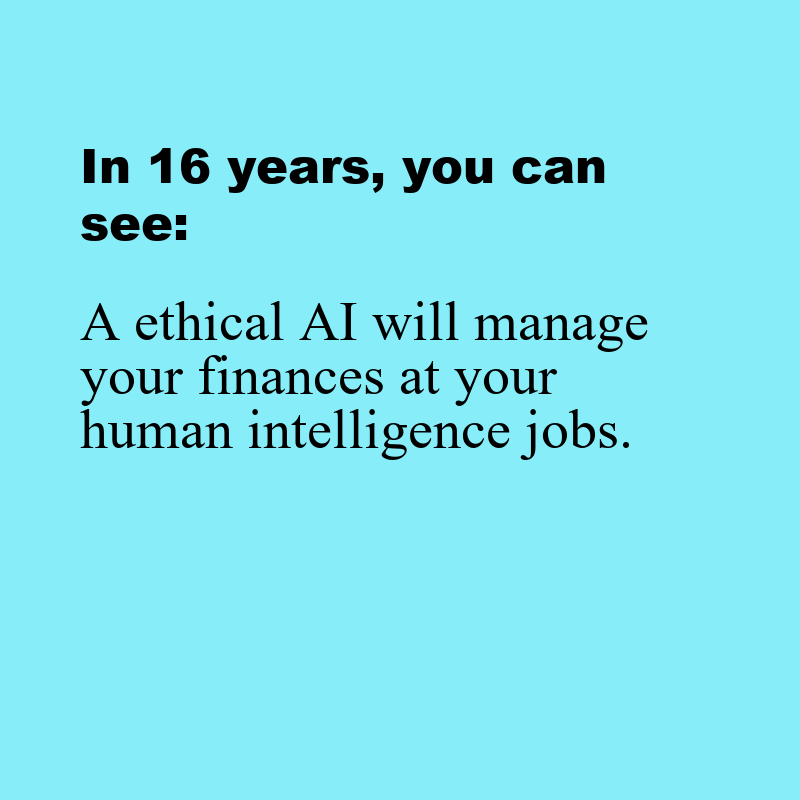 In 16 years, you can
see:
A ethical AI will manage
your finances at your
human intelligence jobs.